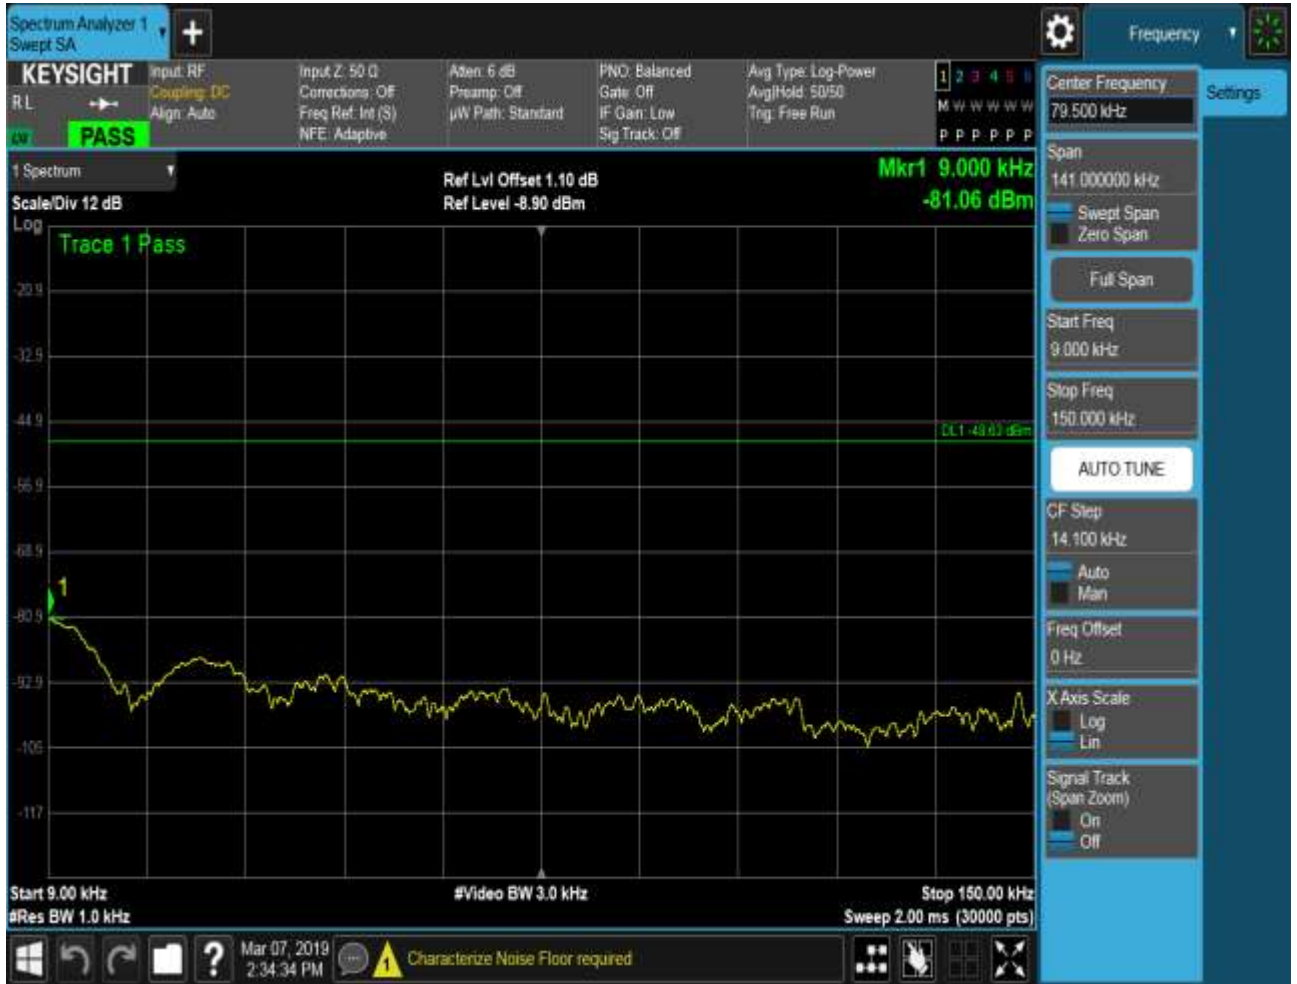 Spectrum Analyzer 1
Swept SA
+
Frequency
KEYSIGHT
R L
PASS
Input: RF
Coupling: DC
Align: Auto
Input Z: 50 Ω
Corrections: Off
Freq Ref: Int (S)
NFE: Adaptive
Atten: 6 dB
Preamp: Off
µW Path: Standard
PNO: Balanced
Gate: Off
IF Gain: Low
Sig Track: Off
Avg Type: Log-Power
Avg|Hold: 50/50
Trig: Free Run
1 2 3 4 5 6
M W W W W W
P P P P P P
1 Spectrum
Scale/Div 12 dB
Log
Ref Lvl Offset 1.10 dB
Ref Level -8.90 dBm
Mkr1 9.000 kHz
-81.06 dBm
Trace 1 Pass
-20.9
-32.9
-44.9
-56.9
-68.9
-80.9
-92.9
-105
-117
DL1 -48.63 dBm
1
Start 9.00 kHz
#Res BW 1.0 kHz
#Video BW 3.0 kHz
Stop 150.00 kHz
Sweep 2.00 ms (30000 pts)
Center Frequency
79.500 kHz
Span
141.000000 kHz
Swept Span
Zero Span
Full Span
Start Freq
9.000 kHz
Stop Freq
150.000 kHz
AUTO TUNE
CF Step
14.100 kHz
Auto
Man
Freq Offset
0 Hz
X Axis Scale
Log
Lin
Signal Track
(Span Zoom)
On
Off
Settings
?
Mar 07, 2019
2:34:34 PM
1
Characterize Noise Floor required